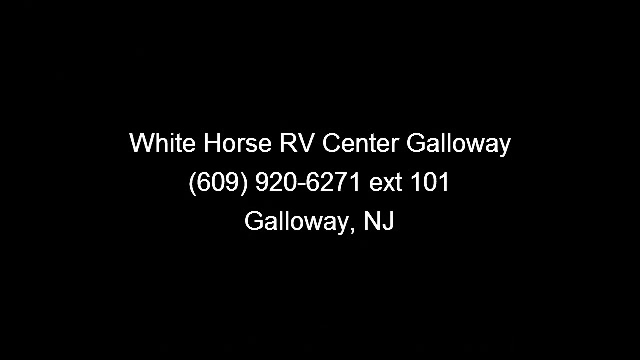 White Horse RV Center Galloway
(609) 920-6271 ext 101
Galloway, NJ